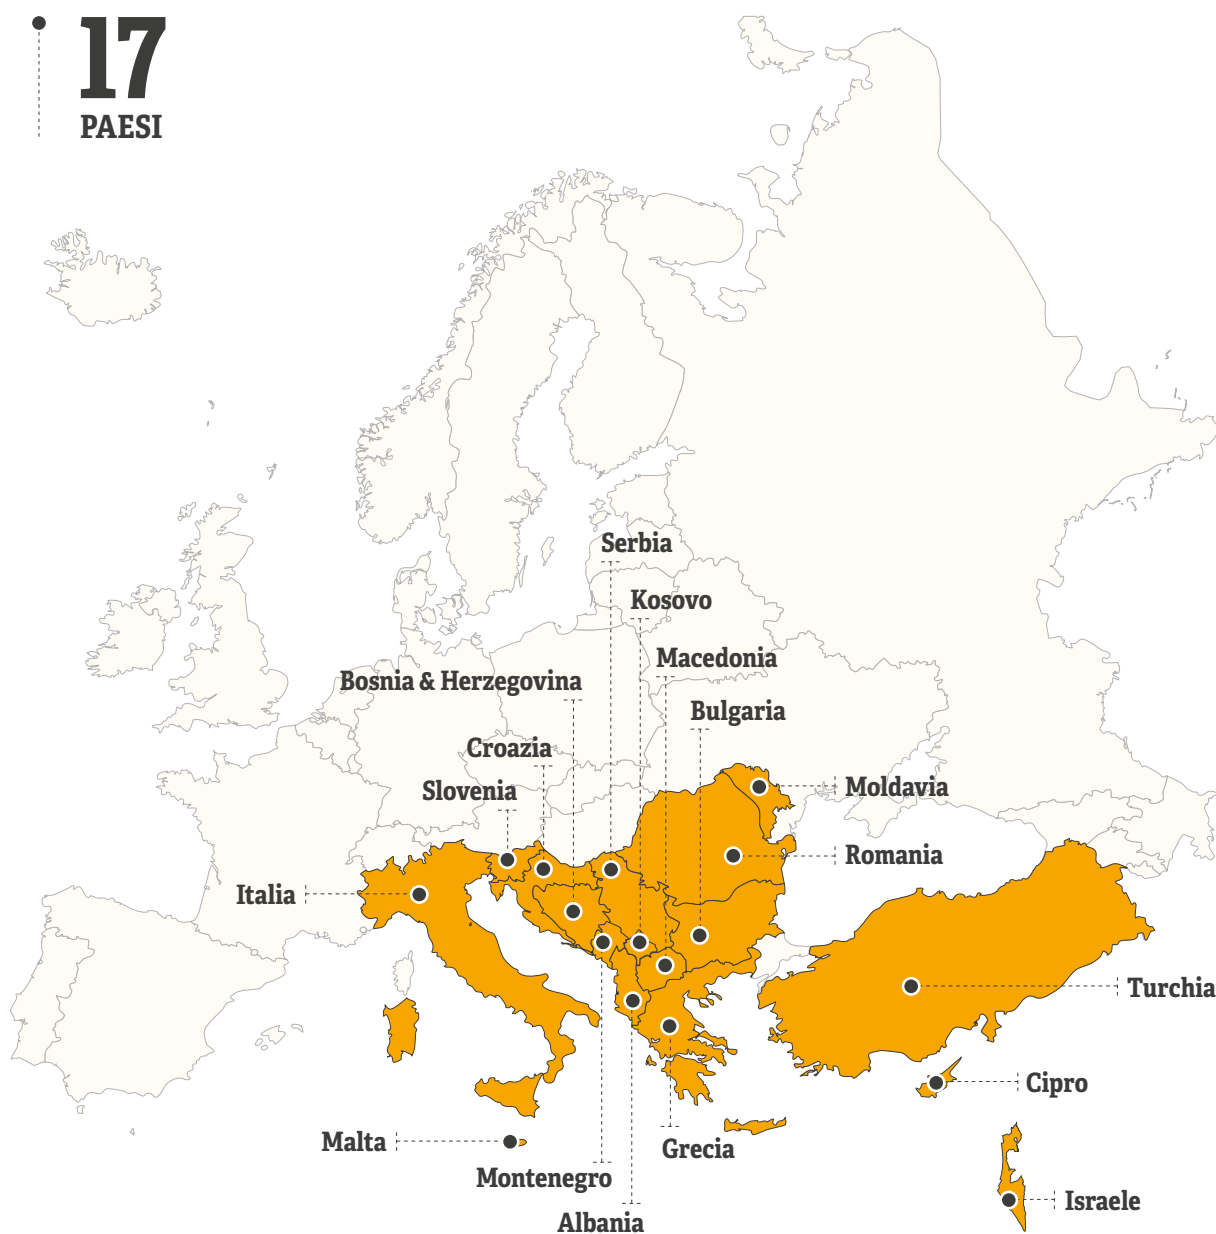 17
PAESI
Serbia
Kosovo
Macedonia
Bosnia & Herzegovina
Bulgaria
Croazia
Slovenia
Moldavia
Romania
Italia
Turchia
Cipro
Malta
Grecia
Montenegro
Israele
Albania